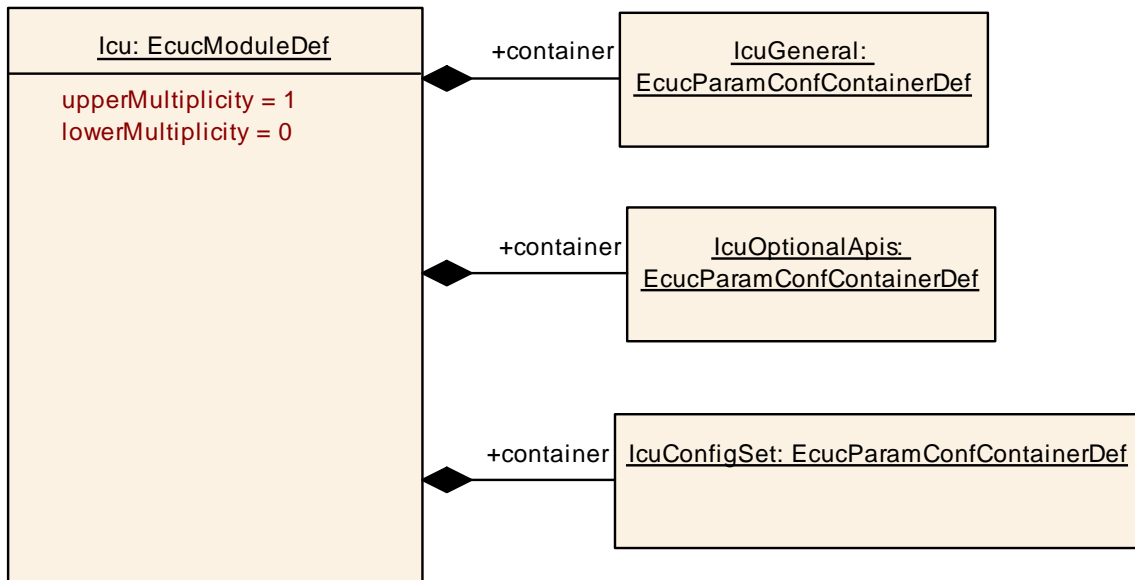 Icu: EcucModuleDef
upperMultiplicity = 1
lowerMultiplicity = 0
+container
IcuGeneral:
EcucParamConfContainerDef
+container
IcuOptionalApis:
EcucParamConfContainerDef
+container
IcuConfigSet: EcucParamConfContainerDef